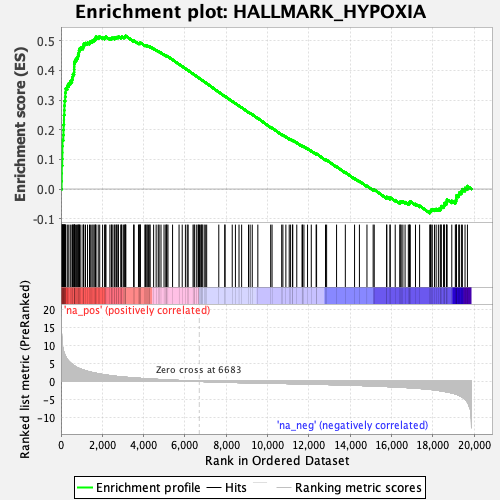 Enrichment plot: HALLMARK_HYPOXIA
Enrichment score (ES)
0.5
0.4
0.3
0.2
0.1
0.0
-0.1
'na_pos' (positively correlated)
Ranked list metric (PreRanked)
20
15
10
5
0
-5
-10
Zero cross at 6683
'na_neg' (negatively correlated)
0 2,000 4,000 6,000 8,000 10,000 12,000 14,000 16,000 18,000 20,000
Rank in Ordered Dataset
Enrichment profile Hits Ranking metric scores